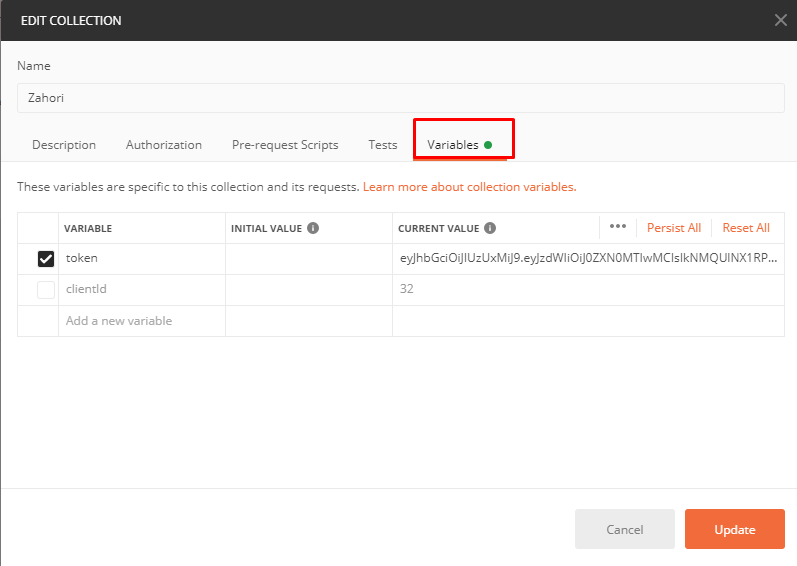 EDIT COLLECTION
Name
Zahori
Description Authorization Pre-request Scripts Tests Variables
These variables are specific to this collection and its requests. Learn more about collection variables.
VARIABLE INITIAL VALUE CURRENT VALUE ••• Persist All Reset All
token eyJhbGciOiJIUzUxMiJ9.eyJzdWIiOiJ0ZXN0MTIwMCIsIkNMQUlNX1RP...
clientId 32
Add a new variable
Cancel Update